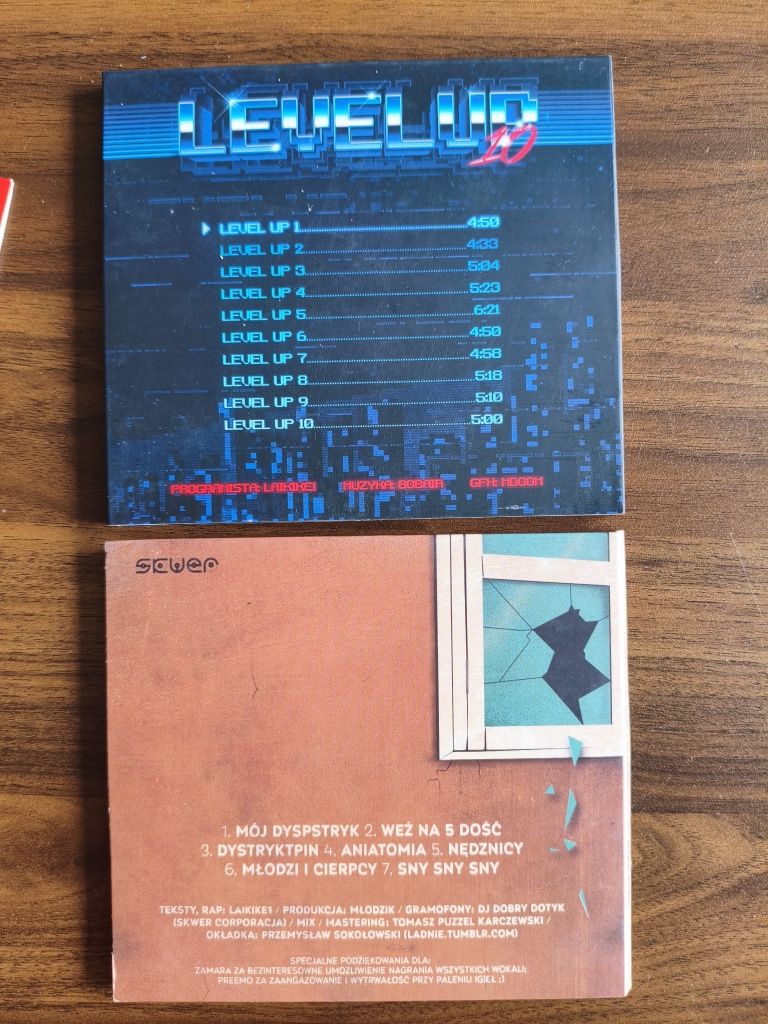 LEVEL UP
10
LEVEL UP 1 4:50
LEVEL UP 2 4:33
LEVEL UP 3 5:04
LEVEL UP 4 5:23
LEVEL UP 5 6:21
LEVEL UP 6 4:50
LEVEL UP 7 4:58
LEVEL UP 8 5:18
LEVEL UP 9 5:10
LEVEL UP 10 5:00
PROGRAMISTA: LAIKIKE1 MUZYKA: BOBAIR GFX: MDOOM
SKWER
1. MÓJ DYSPSTRYK 2. WEŹ NA 5 DOŚĆ
3. DYSTRYKTPIN 4. ANIATOMIA 5. NĘDZNICY
6. MŁODZI I CIERPCY 7. SNY SNY SNY
TEKSTY, RAP: LAIKIKE1 / PRODUKCJA: MŁODZIK / GRAMOFONY: DJ DOBRY DOTYK
(SKWER CORPORACJA) / MIX / MASTERING: TOMASZ PUZZEL KARCZEWSKI /
OKŁADKA: PRZEMYSŁAW SOKOŁOWSKI (LADNIE.TUMBLR.COM)
SPECJALNE PODZIĘKOWANIA DLA:
ZAMARA ZA BEZINTERESOWNE UMOŻLIWIENIE NAGRANIA WSZYSTKICH WOKALI;
PREEMO ZA ZAANGAŻOWANIE I WYTRWAŁOŚĆ PRZY PALENIU IGIEŁ ;)